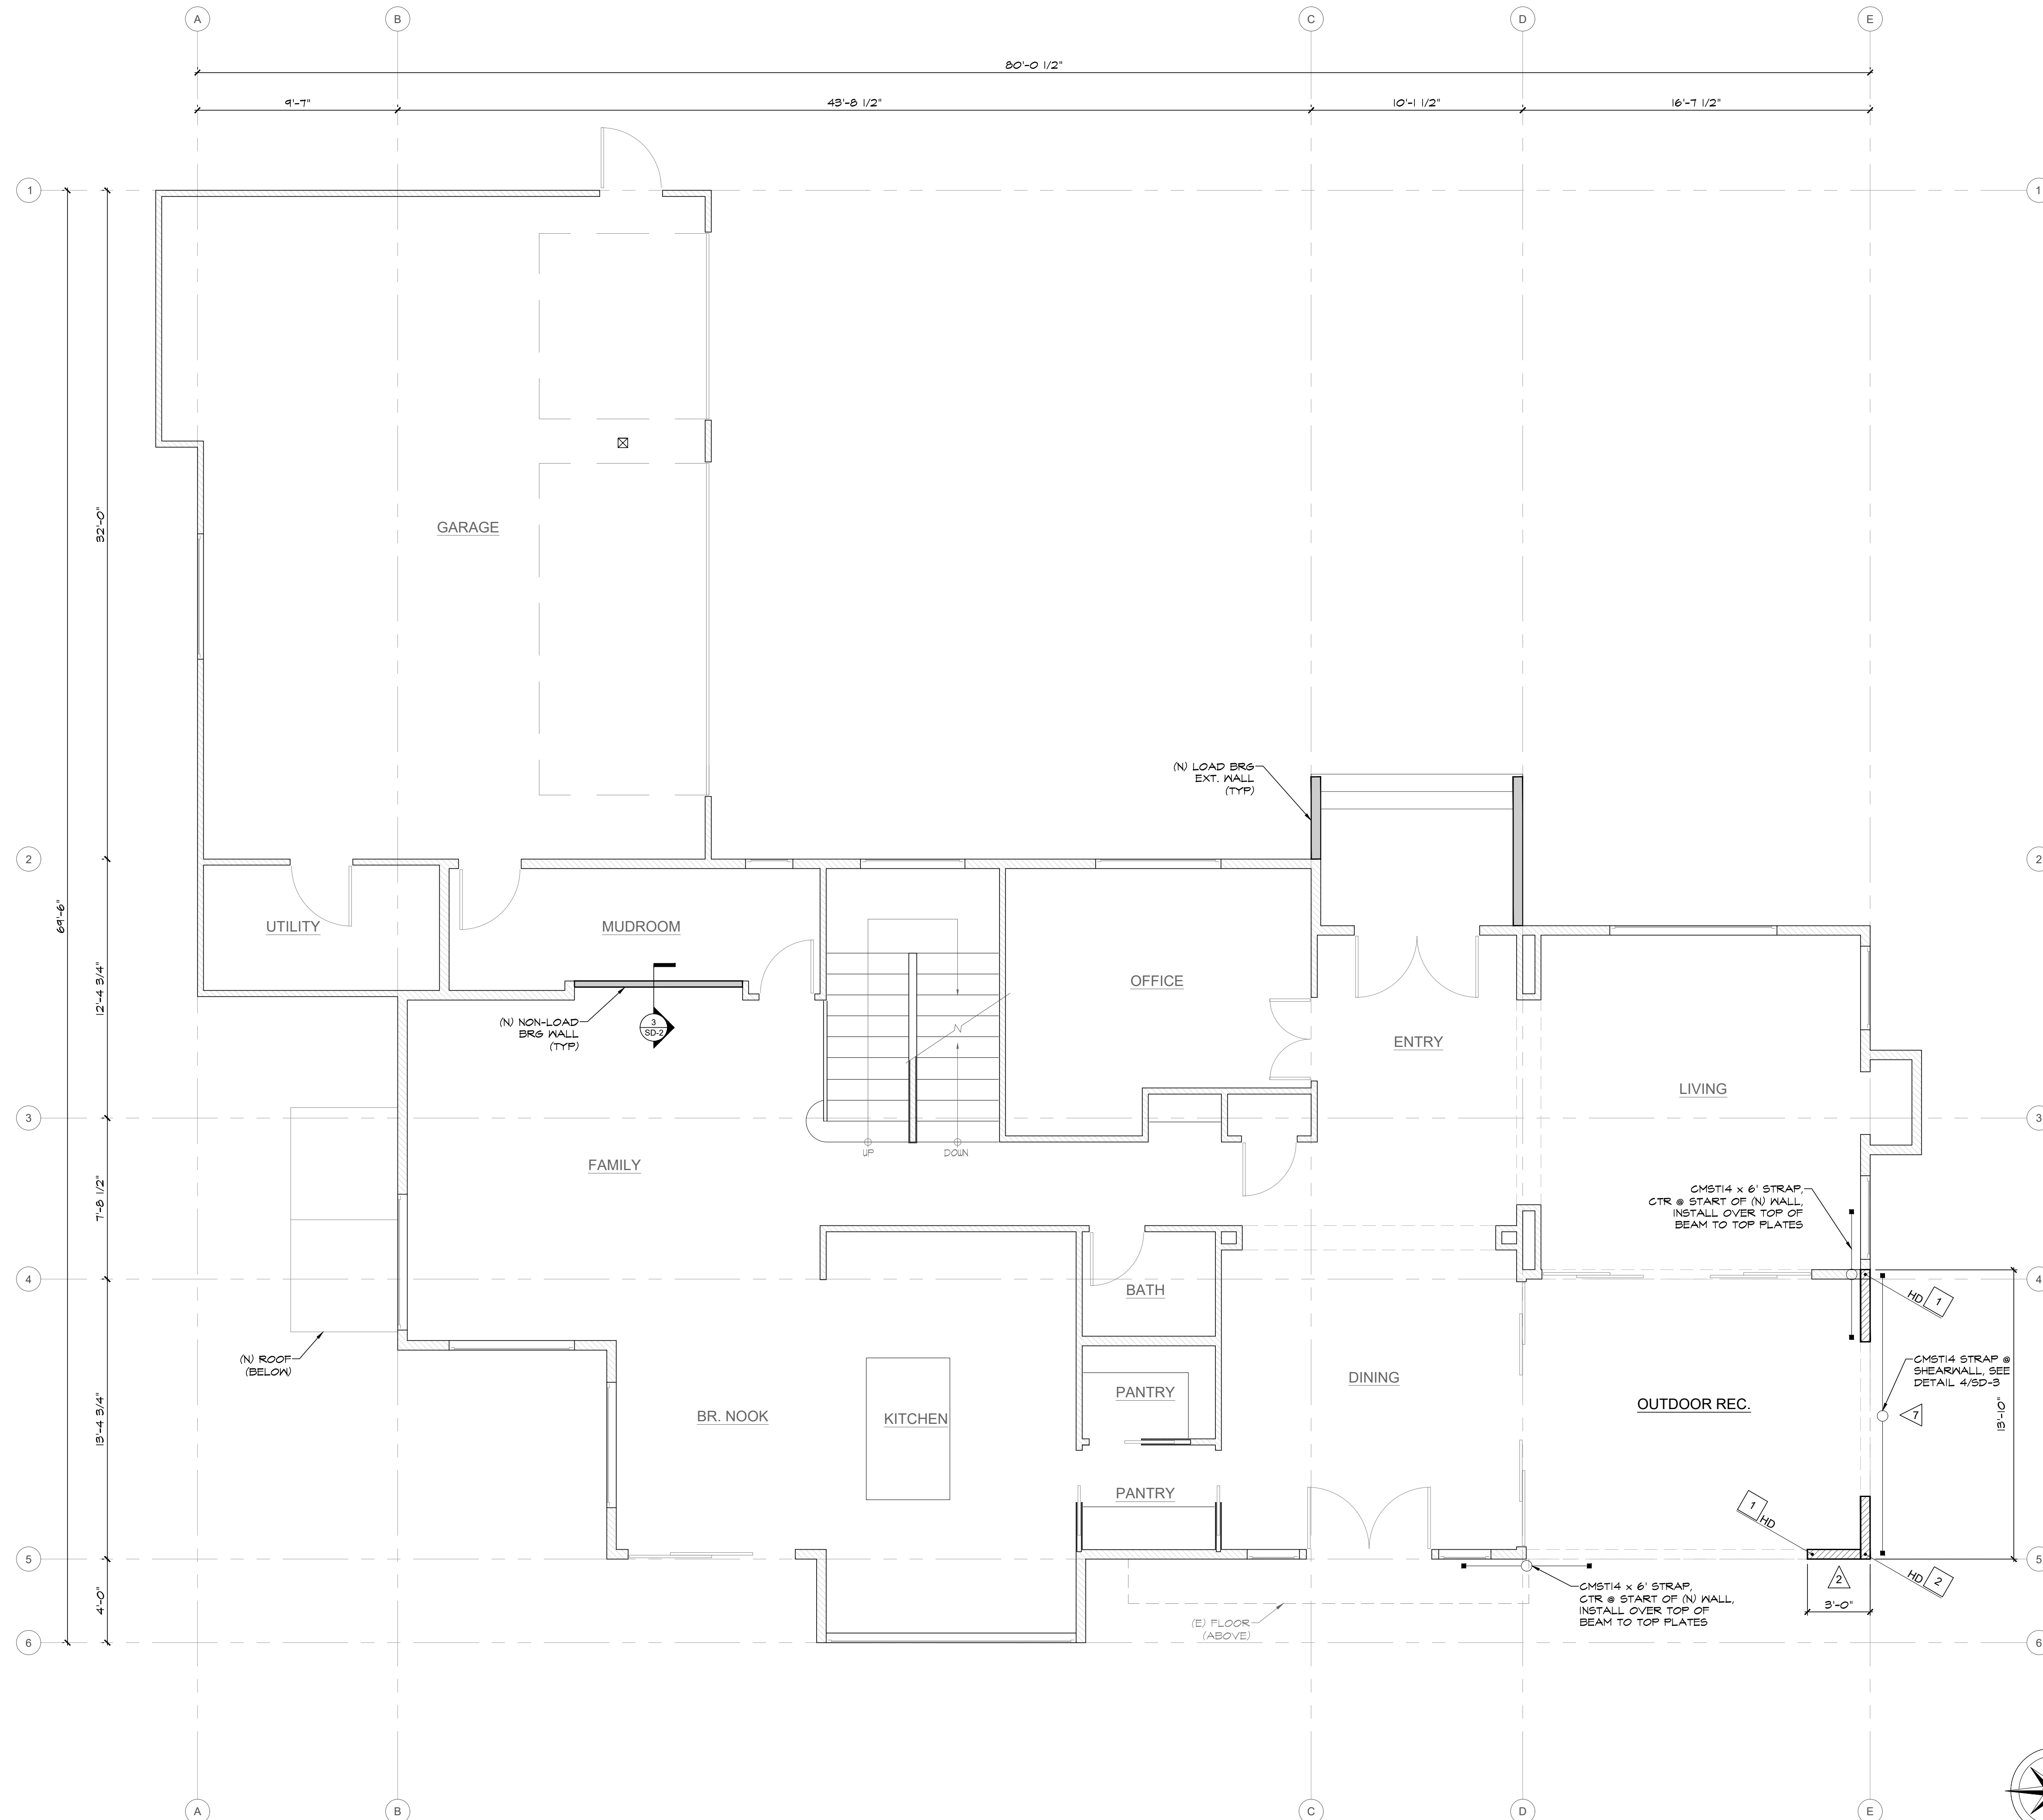 A
B
C
D
E
80'-0 1/2"
9'-7"
43'-8 1/2"
10'-1 1/2"
16'-7 1/2"
1
1
32'-0"
GARAGE
(N) LOAD BRG
EXT. WALL
(TYP)
2
2
69'-6"
UTILITY
MUDROOM
12'-4 3/4"
OFFICE
(N) NON-LOAD
BRG WALL
(TYP)
3
SD-2
ENTRY
LIVING
3
3
UP
DOWN
FAMILY
7'-8 1/2"
CMST14 x 6' STRAP,
CTR @ START OF (N) WALL,
INSTALL OVER TOP OF
BEAM TO TOP PLATES
4
4
BATH
HD 1
(N) ROOF
(BELOW)
CMST14 STRAP @
SHEARWALL, SEE
DETAIL 4/SD-3
13'-4 3/4"
DINING
PANTRY
OUTDOOR REC.
BR. NOOK
KITCHEN
7
13'-10"
PANTRY
1 HD
5
5
HD 2
2
3'-0"
CMST14 x 6' STRAP,
CTR @ START OF (N) WALL,
INSTALL OVER TOP OF
BEAM TO TOP PLATES
4'-0"
(E) FLOOR
(ABOVE)
6
6
A
B
C
D
E